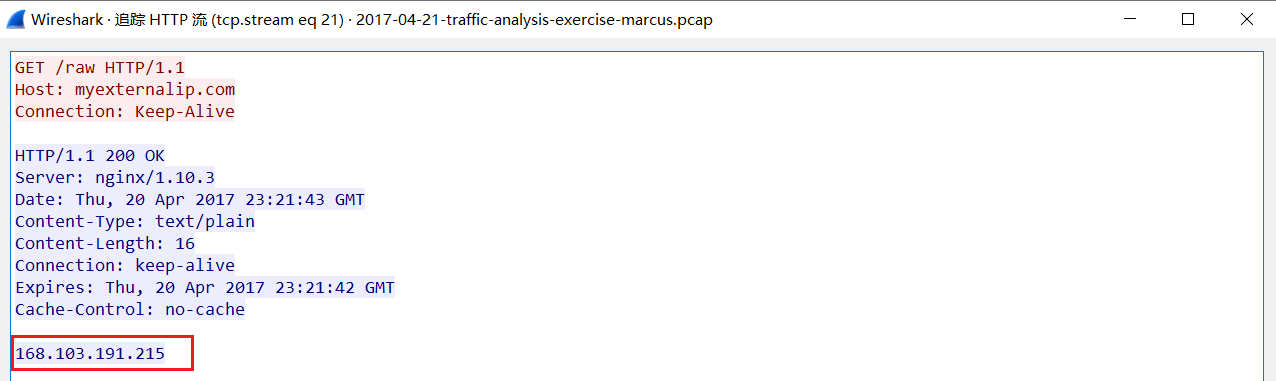 Wireshark · 追踪 HTTP 流 (tcp.stream eq 21) · 2017-04-21-traffic-analysis-exercise-marcus.pcap
GET /raw HTTP/1.1
Host: myexternalip.com
Connection: Keep-Alive
HTTP/1.1 200 OK
Server: nginx/1.10.3
Date: Thu, 20 Apr 2017 23:21:43 GMT
Content-Type: text/plain
Content-Length: 16
Connection: keep-alive
Expires: Thu, 20 Apr 2017 23:21:42 GMT
Cache-Control: no-cache
168.103.191.215